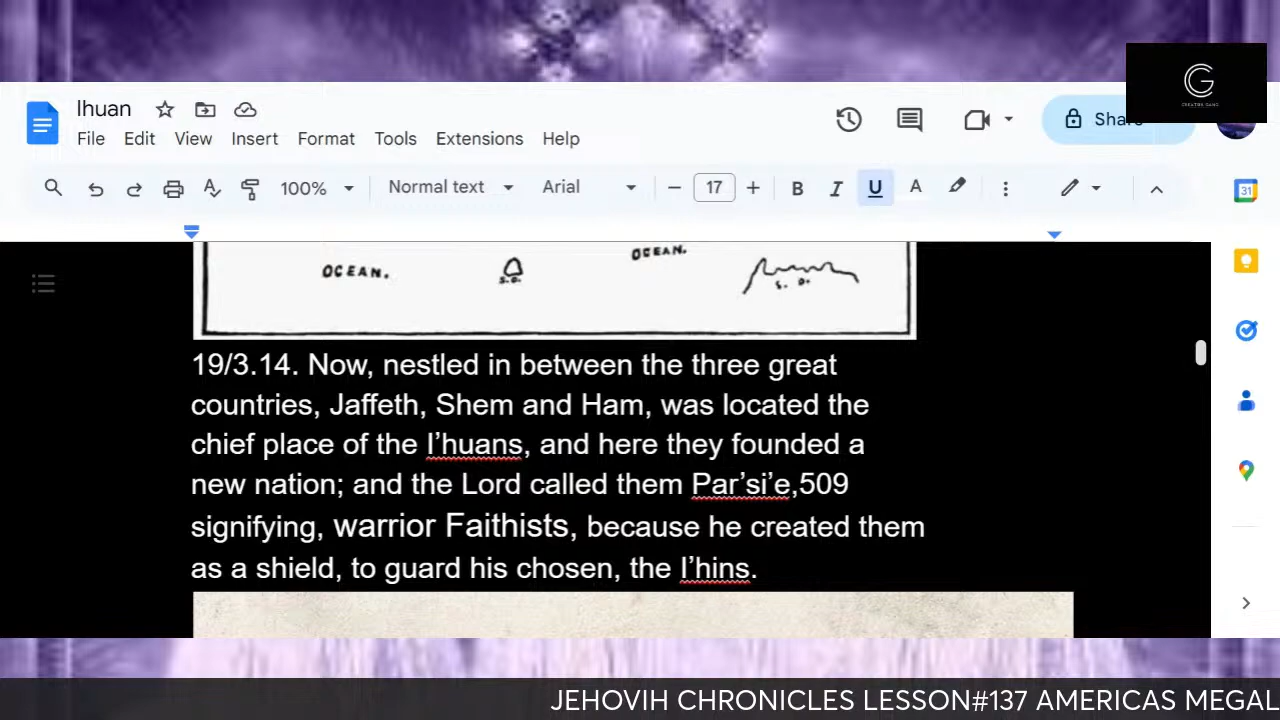 Ihuan
File Edit View Insert Format Tools Extensions Help
Share
100% Normal text Arial 17 B I U A
31
OCEAN. S.O. OCEAN.
S. O.
19/3.14. Now, nestled in between the three great
countries, Jaffeth, Shem and Ham, was located the
chief place of the I’huans, and here they founded a
new nation; and the Lord called them Par’si’e,509
signifying, warrior Faithists, because he created them
as a shield, to guard his chosen, the I’hins.
JEHOVIH CHRONICLES LESSON#137 AMERICAS MEGAL